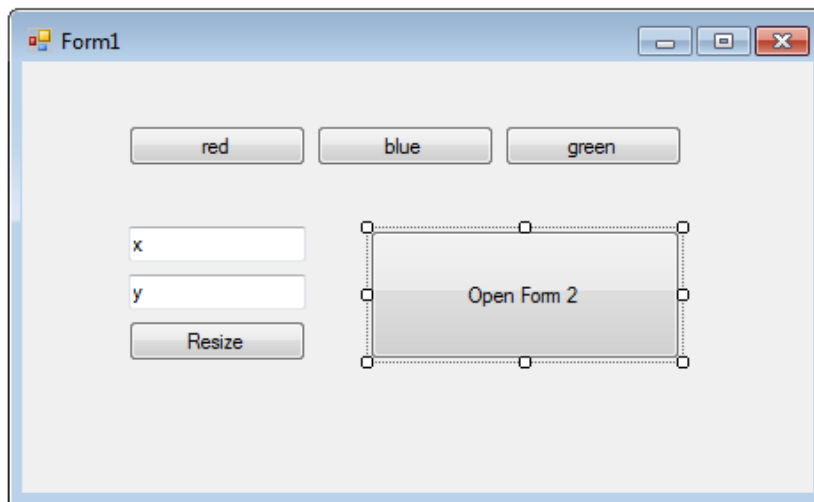 Form1
red
blue
green
x
y
Open Form 2
Resize